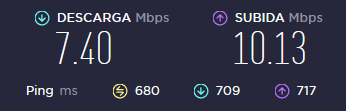 DESCARGA Mbps SUBIDA Mbps
7.40 10.13
Ping ms 680 709 717